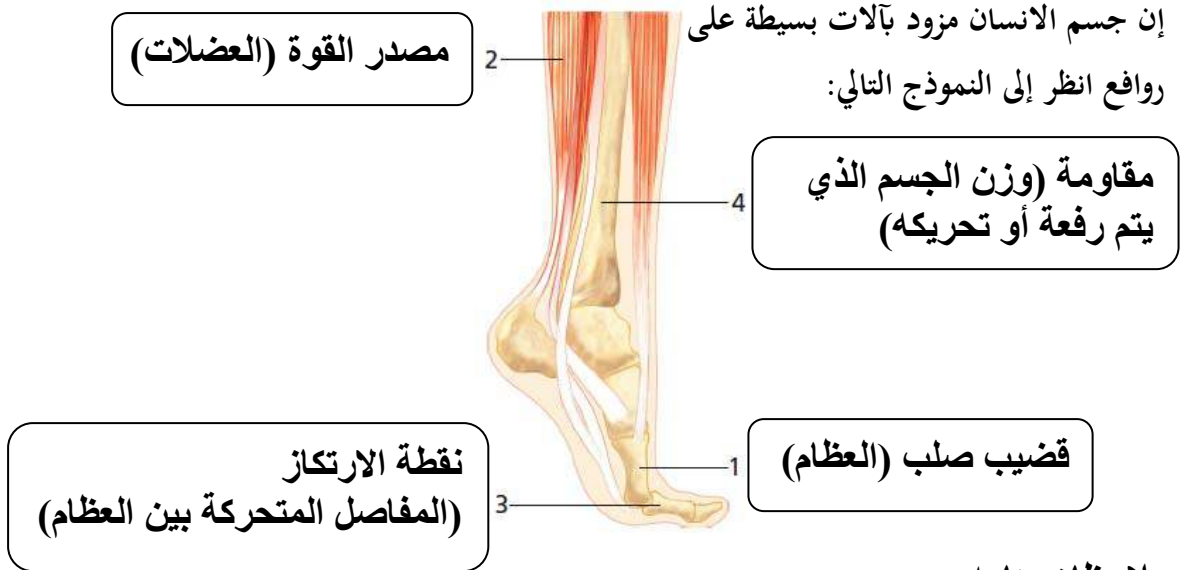 إن جسم الانسان مزود بآلات بسيطة على
روافع انظر إلى النموذج التالي:
مصدر القوة (العضلات)
2
مقاومة (وزن الجسم الذي
يتم رفعة أو تحريكه)
4
قضيب صلب (العظام)
1
نقطة الارتكاز
(المفاصل المتحركة بين العظام)
3